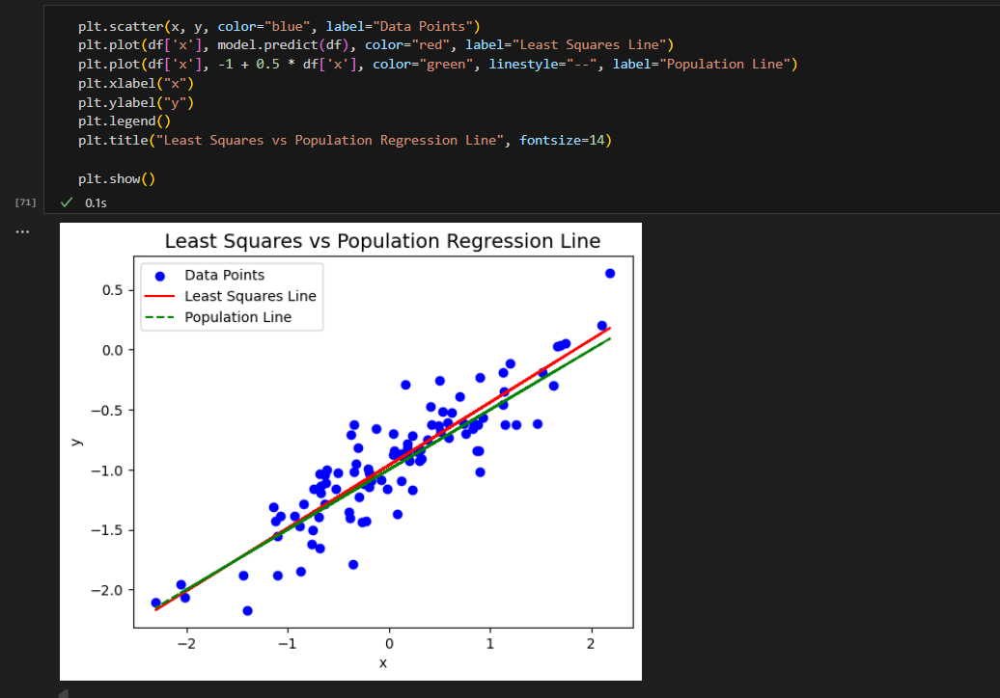 plt.scatter(x, y, color="blue", label="Data Points")
plt.plot(df['x'], model.predict(df), color="red", label="Least Squares Line")
plt.plot(df['x'], -1 + 0.5 * df['x'], color="green", linestyle="--", label="Population Line")
plt.xlabel("x")
plt.ylabel("y")
plt.legend()
plt.title("Least Squares vs Population Regression Line", fontsize=14)
plt.show()
[71]
0.1s
...
Least Squares vs Population Regression Line
Data Points
Least Squares Line
Population Line
0.5
0.0
−0.5
−1.0
−1.5
−2.0
y
−2
−1
0
1
2
x